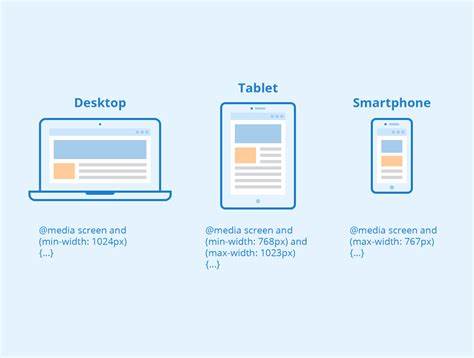 Desktop
Tablet
Smartphone
@media screen and
(min-width: 1024px)
{...}
@media screen and
(min-width: 768px) and
(max-width: 1023px)
{...}
@media screen and
(max-width: 767px)
{...}